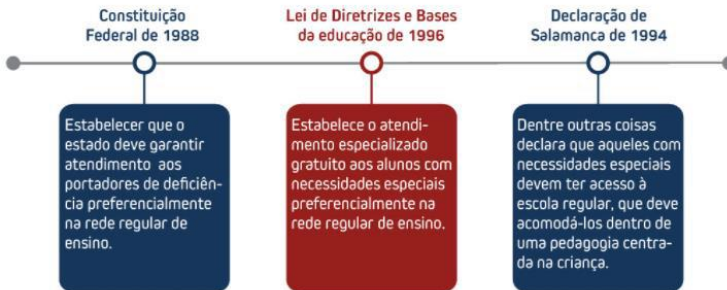 Constituição
Federal de 1988
Estabelecer que o
estado deve garantir
atendimento aos
portadores de deficiên-
cia preferencialmente
na rede regular de
ensino.
Lei de Diretrizes e Bases
da educação de 1996
Estabelece o atendi-
mento especializado
gratuito aos alunos com
necessidades especiais
preferencialmente na
rede regular de ensino.
Declaração de
Salamanca de 1994
Dentre outras coisas
declara que aqueles com
necessidades especiais
devem ter acesso à
escola regular, que deve
acomodá-los dentro de
uma pedagogia centra-
da na criança.